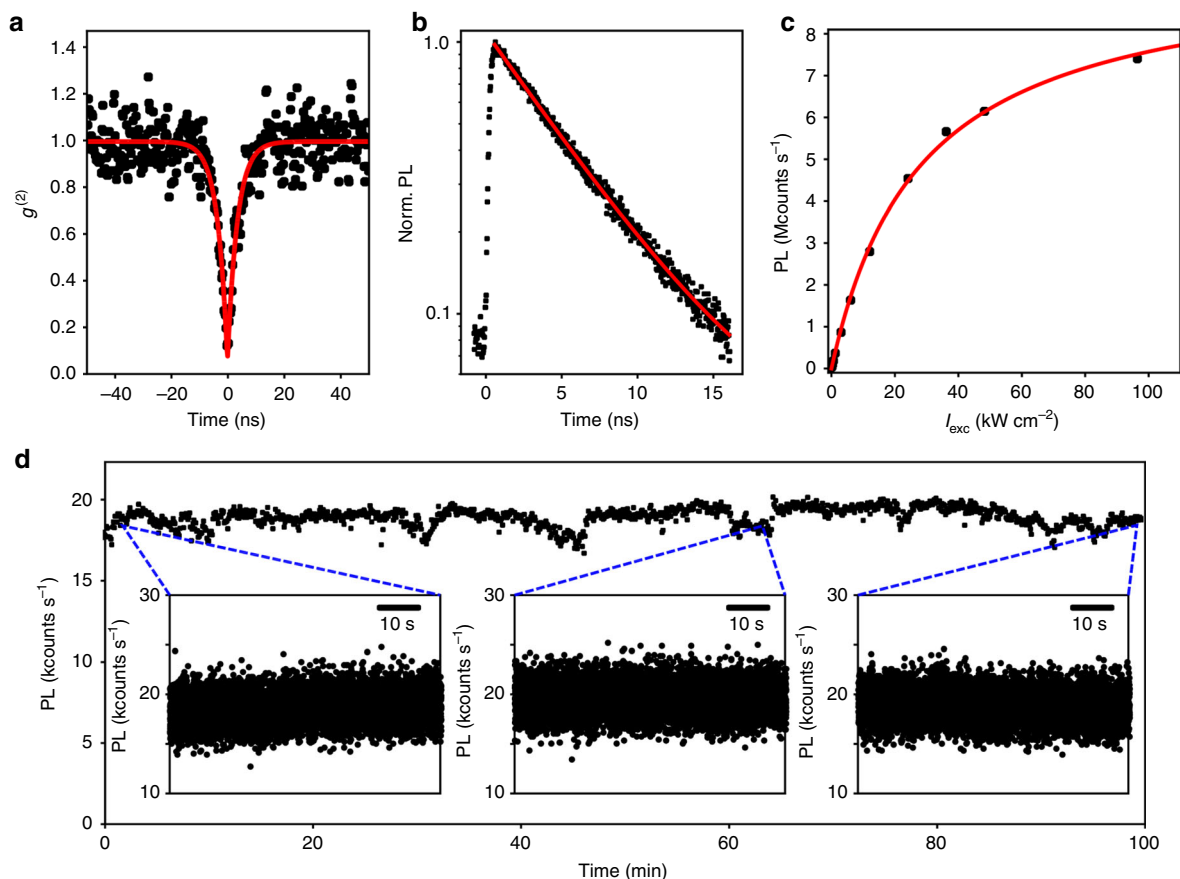 a
1.4
1.2
1.0
0.8
0.6
0.4
0.2
0.0
g(2)
–40 –20 0 20 40
Time (ns)
b
1.0
0.1
Norm. PL
0 5 10 15
Time (ns)
c
8
7
6
5
4
3
2
1
0
PL (Mcounts s–1)
0 20 40 60 80 100
Iexc (kW cm–2)
d
20
15
10
5
0
PL (kcounts s–1)
30
20
10
PL (kcounts s–1)
10 s
30
20
10
PL (kcounts s–1)
10 s
30
20
10
PL (kcounts s–1)
10 s
0 20 40 60 80 100
Time (min)